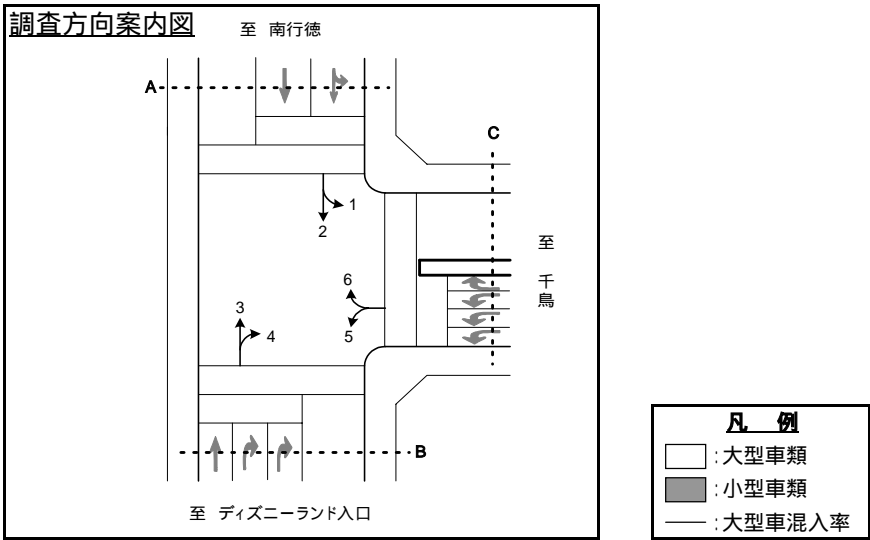 調査方向案内図
至 南行徳
A
C
1
2
至 千鳥
6
3
4
5
B
至 ディズニーランド入口
凡 例
:大型車類
:小型車類
:大型車混入率